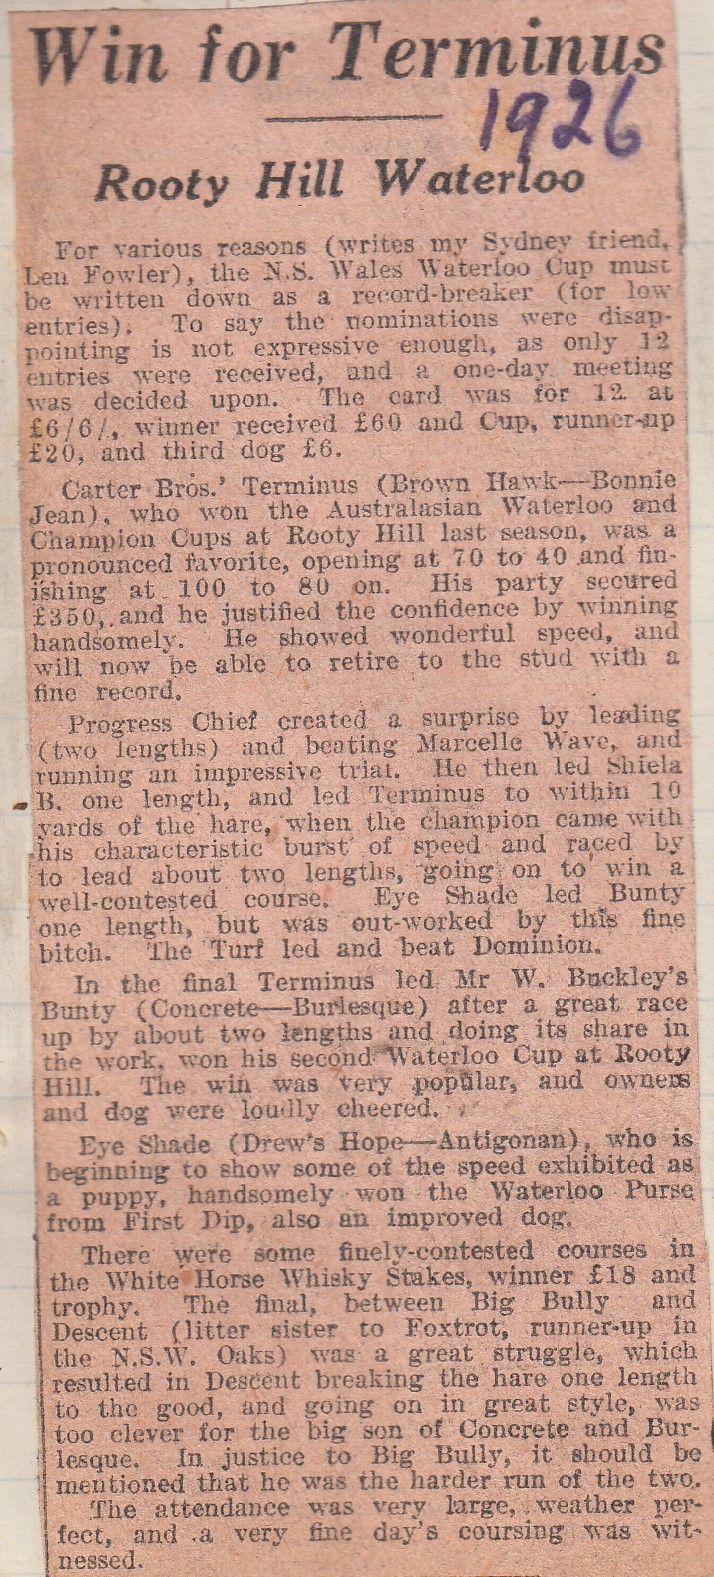 Win for Terminus
1926
Rooty Hill Waterloo
For various reasons (writes my Sydney friend,
Len Fowler), the N.S. Wales Waterloo Cup must
be written down as a record-breaker (for low
entries). To say the nominations were disap-
pointing is not expressive enough, as only 12
entries were received, and a one-day meeting
was decided upon. The card was for 12 at
£6/6/, winner received £60 and Cup, runner-up
£20, and third dog £6.
Carter Bros.' Terminus (Brown Hawk—Bonnie
Jean), who won the Australasian Waterloo and
Champion Cups at Rooty Hill last season, was a
pronounced favorite, opening at 70 to 40 and fin-
ishing at 100 to 80 on. His party secured
£350, and he justified the confidence by winning
handsomely. He showed wonderful speed, and
will now be able to retire to the stud with a
fine record.
Progress Chief created a surprise by leading
(two lengths) and beating Marcelle Wave, and
running an impressive trial. He then led Shiela
B. one length, and led Terminus to within 10
yards of the hare, when the champion came with
his characteristic burst of speed and raced by
to lead about two lengths, going on to win a
well-contested course. Eye Shade led Bunty
one length, but was out-worked by this fine
bitch. The Turf led and beat Dominion.
In the final Terminus led Mr W. Buckley's
Bunty (Concrete—Burlesque) after a great race
up by about two lengths and doing its share in
the work, won his second Waterloo Cup at Rooty
Hill. The win was very popular, and owners
and dog were loudly cheered.
Eye Shade (Drew's Hope—Antigonan), who is
beginning to show some of the speed exhibited as
a puppy, handsomely won the Waterloo Purse
from First Dip, also an improved dog.
There were some finely-contested courses in
the White Horse Whisky Stakes, winner £18 and
trophy. The final, between Big Bully and
Descent (litter sister to Foxtrot, runner-up in
the N.S.W. Oaks) was a great struggle, which
resulted in Descent breaking the hare one length
to the good, and going on in great style, was
too clever for the big son of Concrete and Bur-
lesque. In justice to Big Bully, it should be
mentioned that he was the harder run of the two.
The attendance was very large, weather per-
fect, and a very fine day's coursing was wit-
nessed.